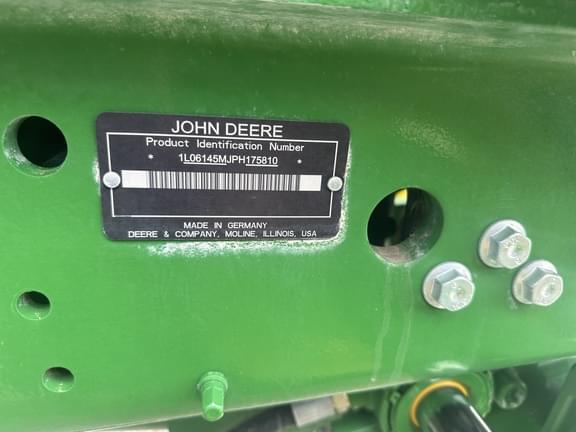 JOHN DEERE
Product Identification Number
* 1L06145MJPH175810 *
MADE IN GERMANY
DEERE & COMPANY, MOLINE, ILLINOIS, USA